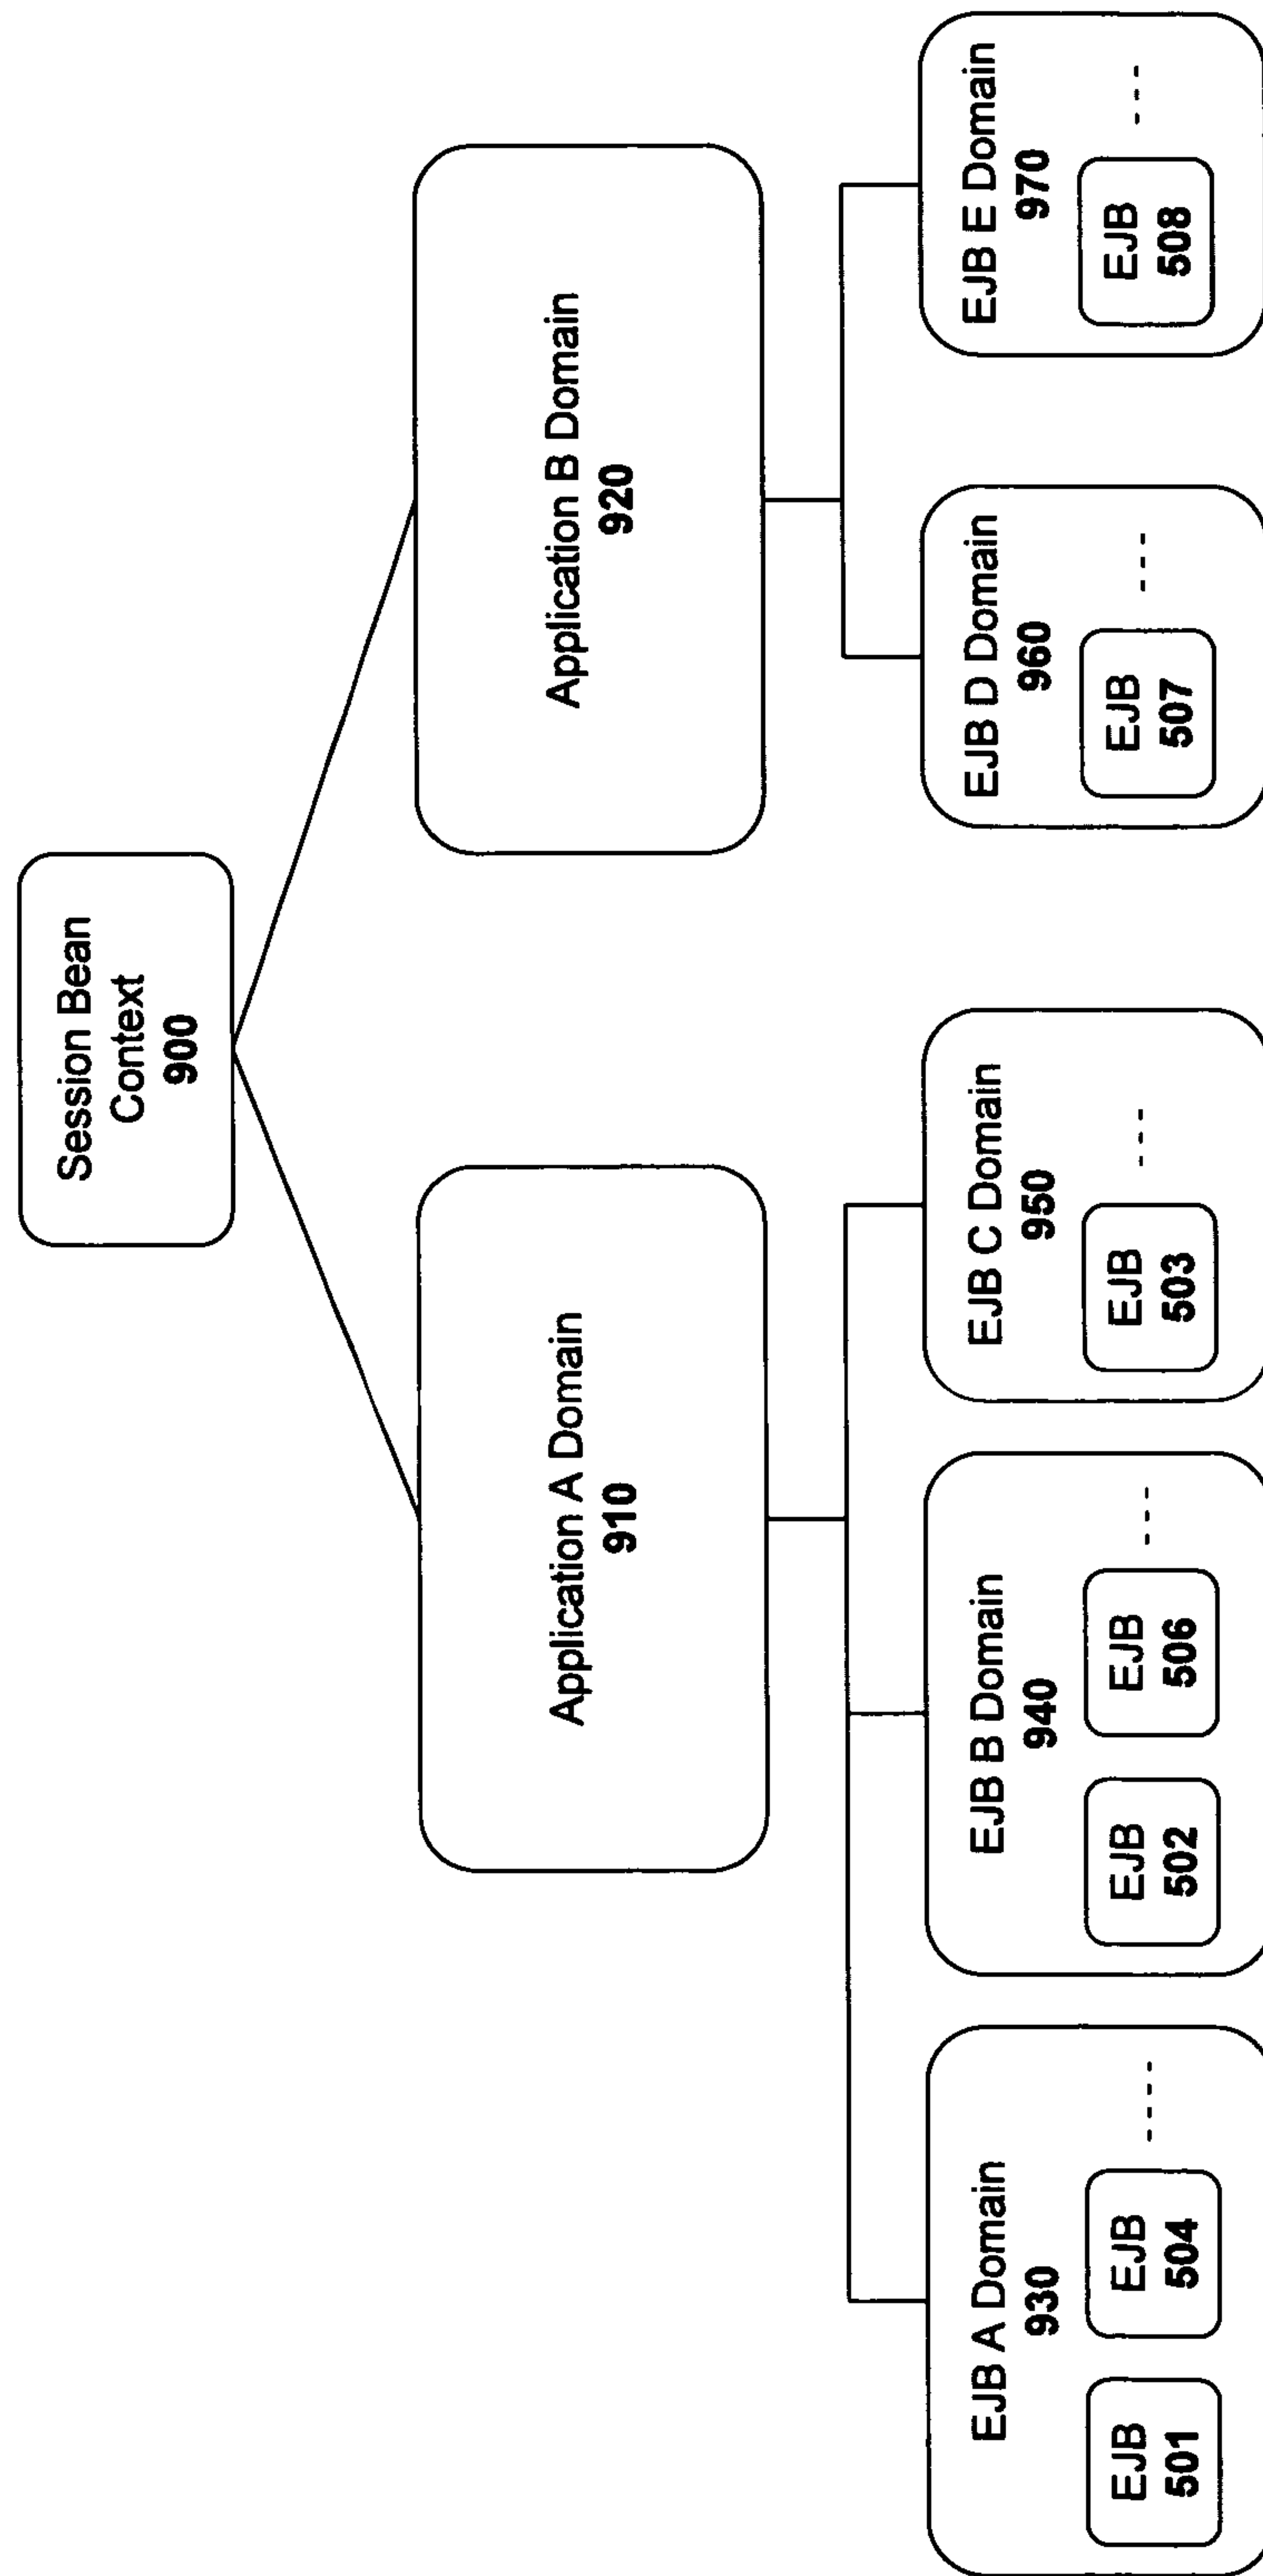 Session Bean
Context
900
Application A Domain
910
Application B Domain
920
EJB A Domain
930
EJB
501
EJB
504
EJB B Domain
940
EJB
502
EJB
506
EJB C Domain
950
EJB
503
EJB D Domain
960
EJB
507
EJB E Domain
970
EJB
508